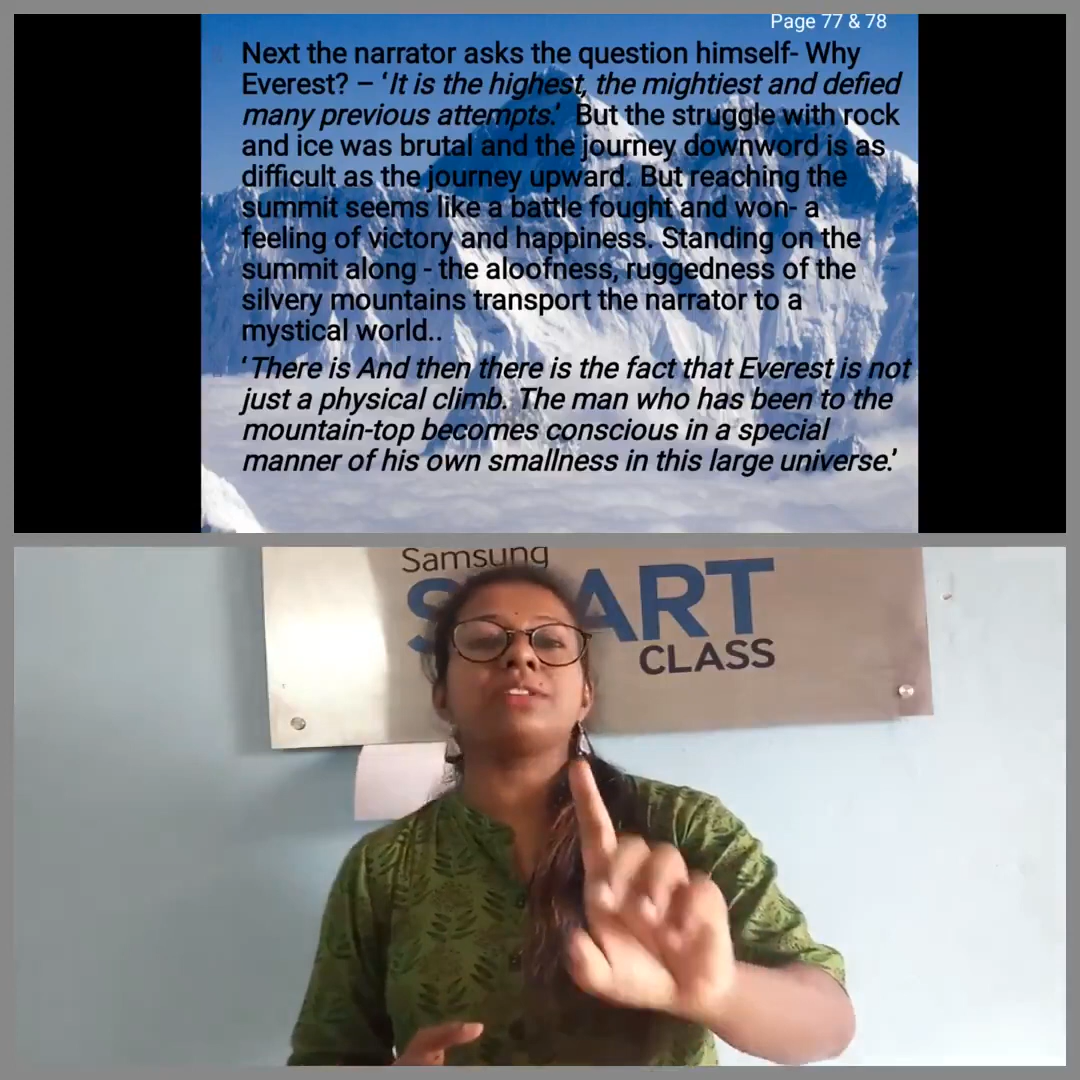 Page 77 & 78
Next the narrator asks the question himself- Why
Everest? – ‘It is the highest, the mightiest and defied
many previous attempts.’ But the struggle with rock
and ice was brutal and the journey downword is as
difficult as the journey upward. But reaching the
summit seems like a battle fought and won- a
feeling of victory and happiness. Standing on the
summit along - the aloofness, ruggedness of the
silvery mountains transport the narrator to a
mystical world..
‘There is And then there is the fact that Everest is not
just a physical climb. The man who has been to the
mountain-top becomes conscious in a special
manner of his own smallness in this large universe.’
Samsung
ART
CLASS